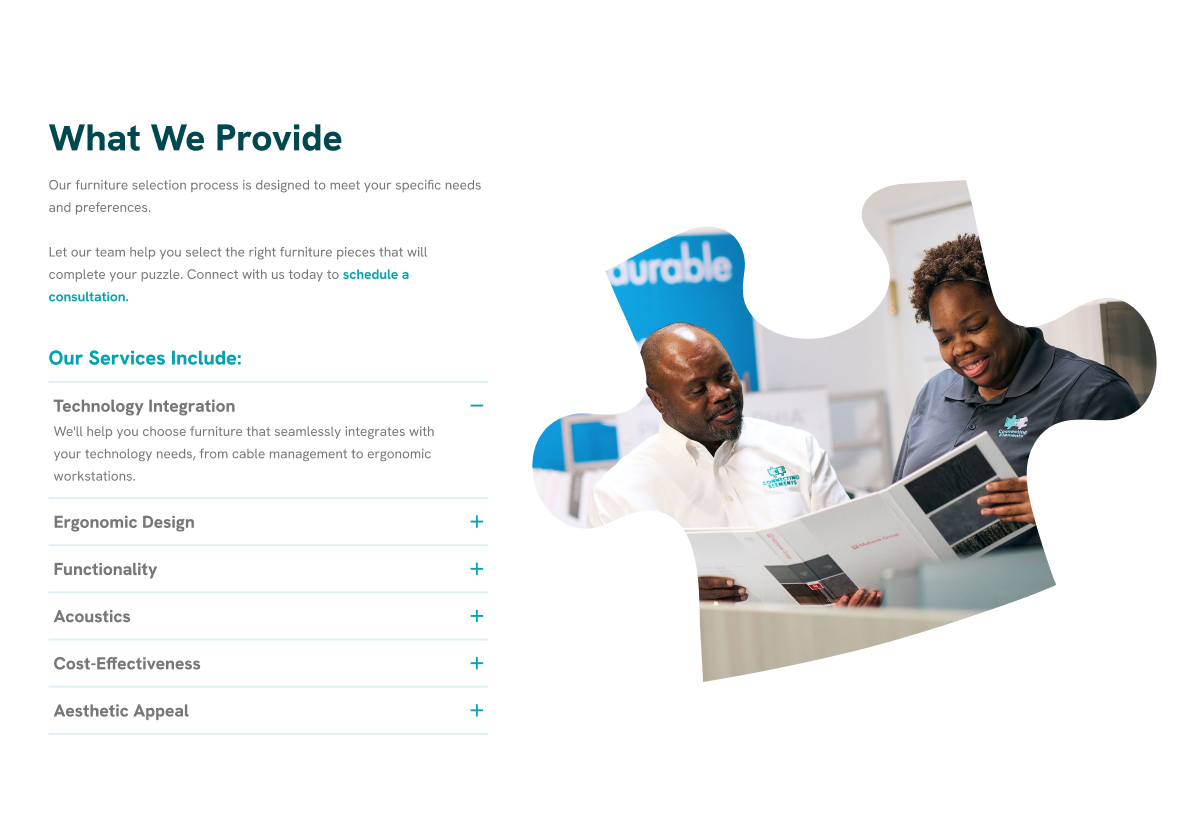 What We Provide
Our furniture selection process is designed to meet your specific needs
and preferences.
Let our team help you select the right furniture pieces that will
complete your puzzle. Connect with us today to schedule a
consultation.
Our Services Include:
Technology Integration
We'll help you choose furniture that seamlessly integrates with
your technology needs, from cable management to ergonomic
workstations.
Ergonomic Design
Functionality
Acoustics
Cost-Effectiveness
Aesthetic Appeal
durable
CONNECTING
ELEMENTS
Connecting
Elements
Mohawk Group